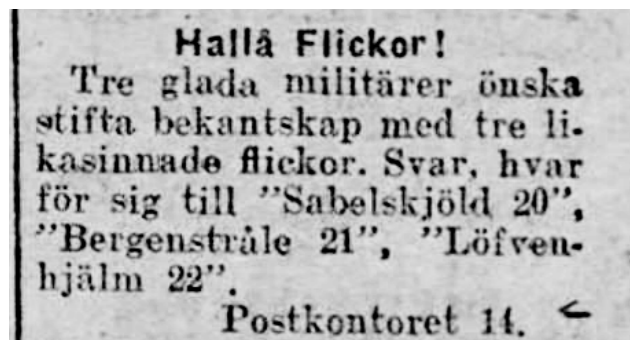 Hallå Flickor!
Tre glada militärer önska
stifta bekantskap med tre li-
kasinnade flickor. Svar, hvar
för sig till "Sabelskjöld 20",
"Bergenstråle 21", "Löfven-
hjälm 22".
Postkontoret 14.